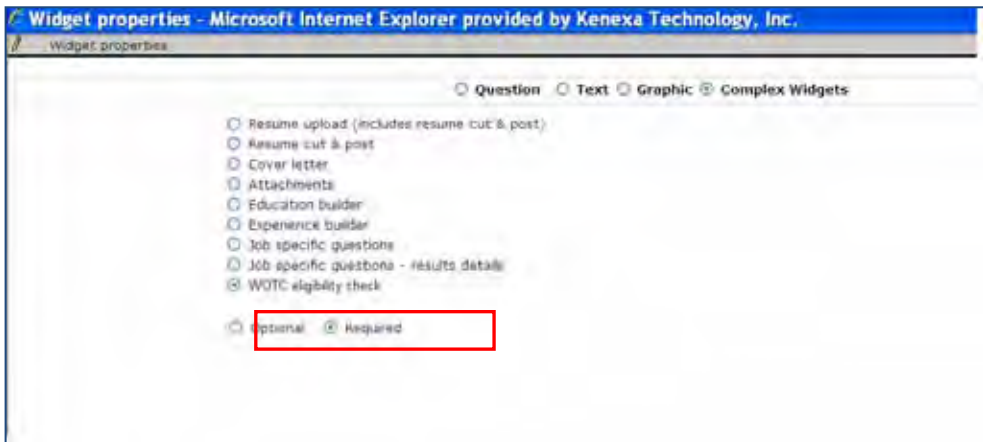 Widget properties - Microsoft Internet Explorer provided by Kenexa Technology, Inc.
Widget properties
Question Text Graphic Complex Widgets
Resume upload (includes resume cut & post)
Resume cut & post
Cover letter
Attachments
Education builder
Experience builder
Job specific questions
Job specific questions - results details
WOTC eligibility check
Optional Required